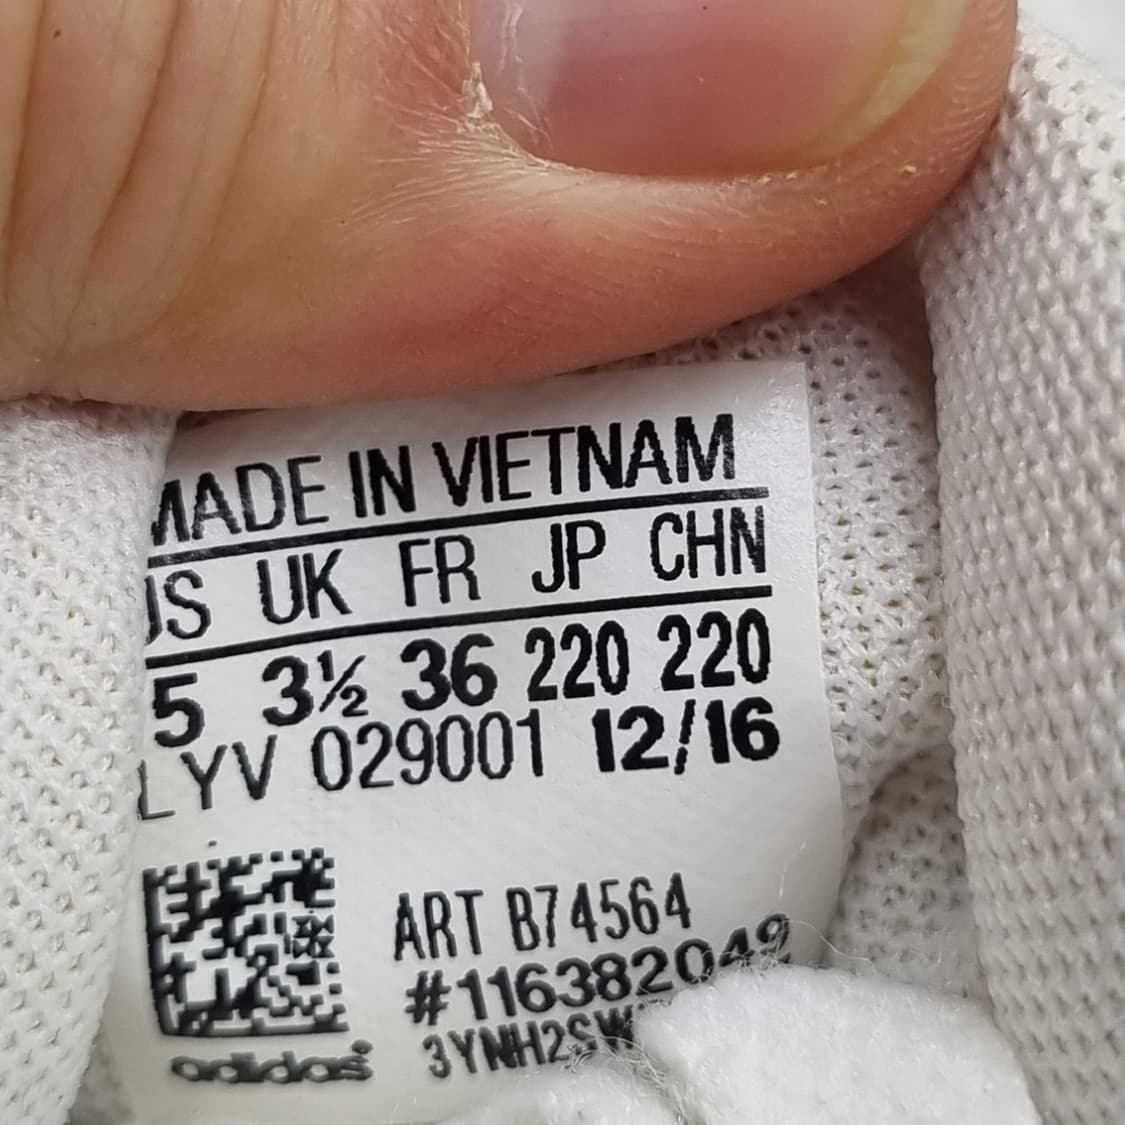 MADE IN VIETNAM
US UK FR JP CHN
5 3½ 36 220 220
LYV 029001 12/16
ART B74564
#116382042
adidas